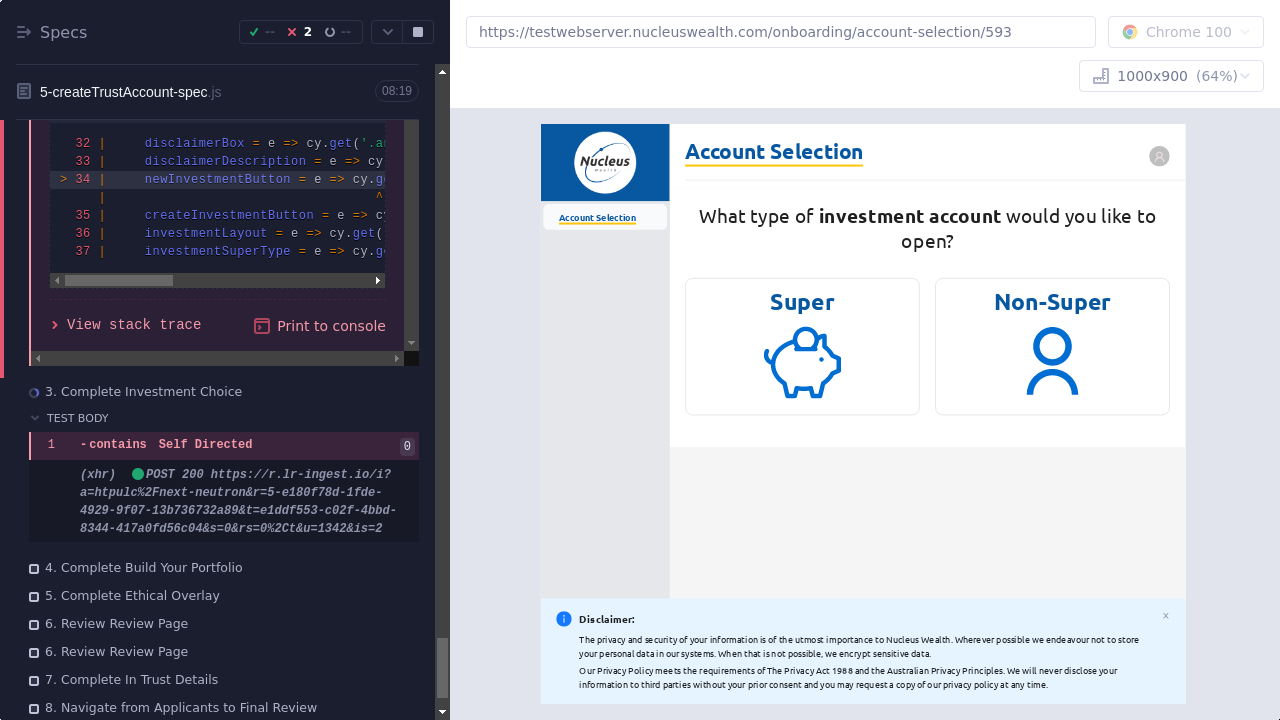 Specs
-- 2 --
5-createTrustAccount-spec.js
08:19
32 | disclaimerBox = e => cy.get('.an
33 | disclaimerDescription = e => cy
> 34 | newInvestmentButton = e => cy.ge
| ^
35 | createInvestmentButton = e => cy
36 | investmentLayout = e => cy.get(
37 | investmentSuperType = e => cy.ge
View stack trace
Print to console
3. Complete Investment Choice
TEST BODY
1 -contains Self Directed 0
(xhr) POST 200 https://r.lr-ingest.io/i?
a=htpulc%2Fnext-neutron&r=5-e180f78d-1fde-
4929-9f07-13b736732a89&t=e1ddf553-c02f-4bbd-
8344-417a0fd56c04&s=0&rs=0%2Ct&u=1342&is=2
4. Complete Build Your Portfolio
5. Complete Ethical Overlay
6. Review Review Page
6. Review Review Page
7. Complete In Trust Details
8. Navigate from Applicants to Final Review
https://testwebserver.nucleuswealth.com/onboarding/account-selection/593
Chrome 100
1000x900 (64%)
Nucleus
Wealth
Account Selection
Account Selection
What type of investment account would you like to
open?
Super
Non-Super
Disclaimer:
×
The privacy and security of your information is of the utmost importance to Nucleus Wealth. Wherever possible we endeavour not to store
your personal data in our systems. When that is not possible, we encrypt sensitive data.
Our Privacy Policy meets the requirements of The Privacy Act 1988 and the Australian Privacy Principles. We will never disclose your
information to third parties without your prior consent and you may request a copy of our privacy policy at any time.